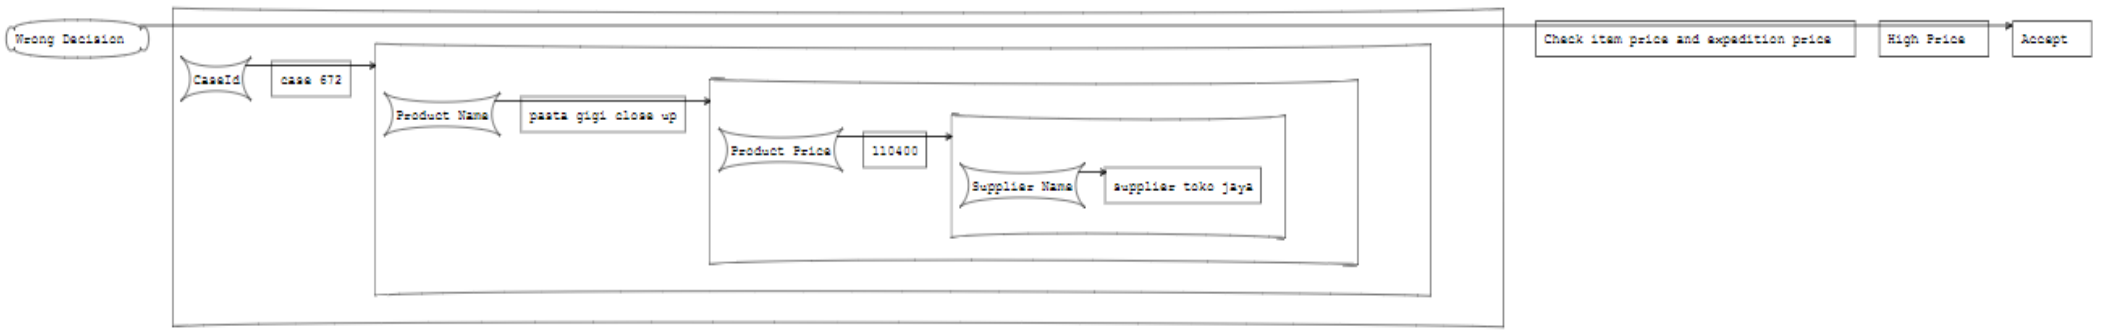 Wrong Decision
Check item price and expedition price
High Price
Accept
CaseId
case 672
Product Name
pasta gigi close up
Product Price
110400
Supplier Name
supplier toko jaya